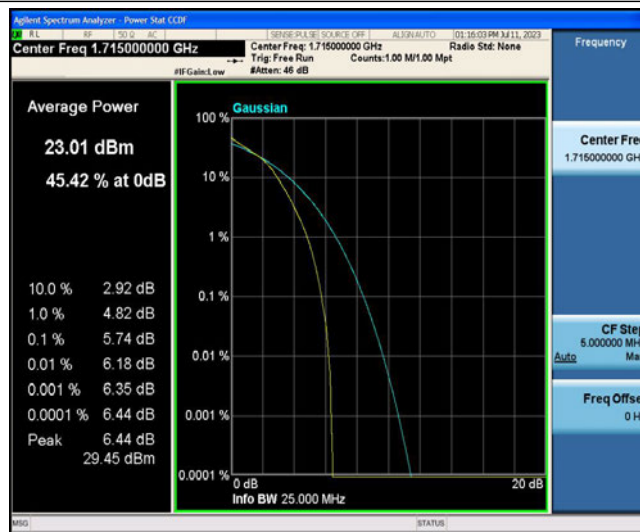 Agilent Spectrum Analyzer - Power Stat CCDF
RL RF 50 Ω AC SENSE:PULSE SOURCE OFF ALIGN AUTO 01:16:03 PM Jul 11, 2023
Center Freq 1.715000000 GHz
Center Freq: 1.715000000 GHz Radio Std: None
Trig: Free Run Counts:1.00 M/1.00 Mpt
#IFGain:Low #Atten: 46 dB
Average Power
23.01 dBm
45.42 % at 0dB
10.0 % 2.92 dB
1.0 % 4.82 dB
0.1 % 5.74 dB
0.01 % 6.18 dB
0.001 % 6.35 dB
0.0001 % 6.44 dB
Peak 6.44 dB
29.45 dBm
Gaussian
100 %
10 %
1 %
0.1 %
0.01 %
0.001 %
0.0001 %
0 dB 20 dB
Info BW 25.000 MHz
Frequency
Center Fre
1.715000000 GH
CF Ste
5.000000 MH
Auto Ma
Freq Offse
0 H
MSG STATUS